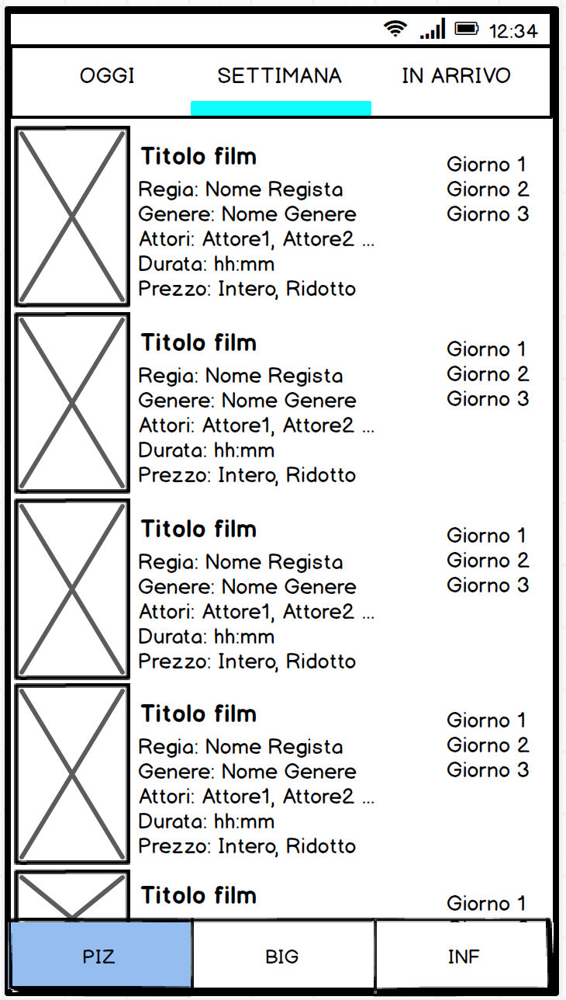 12:34
OGGI SETTIMANA IN ARRIVO
Titolo film
Regia: Nome Regista
Genere: Nome Genere
Attori: Attore1, Attore2 ...
Durata: hh:mm
Prezzo: Intero, Ridotto
Giorno 1
Giorno 2
Giorno 3
Titolo film
Regia: Nome Regista
Genere: Nome Genere
Attori: Attore1, Attore2 ...
Durata: hh:mm
Prezzo: Intero, Ridotto
Giorno 1
Giorno 2
Giorno 3
Titolo film
Regia: Nome Regista
Genere: Nome Genere
Attori: Attore1, Attore2 ...
Durata: hh:mm
Prezzo: Intero, Ridotto
Giorno 1
Giorno 2
Giorno 3
Titolo film
Regia: Nome Regista
Genere: Nome Genere
Attori: Attore1, Attore2 ...
Durata: hh:mm
Prezzo: Intero, Ridotto
Giorno 1
Giorno 2
Giorno 3
Titolo film
Giorno 1
PIZ BIG INF